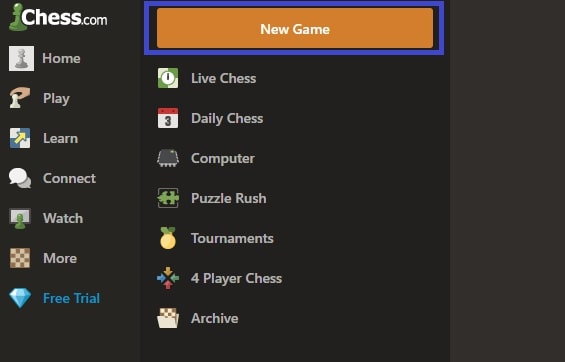 Chess.com
Home
Play
Learn
Connect
Watch
More
Free Trial
New Game
Live Chess
3
Daily Chess
Computer
Puzzle Rush
Tournaments
4 Player Chess
Archive